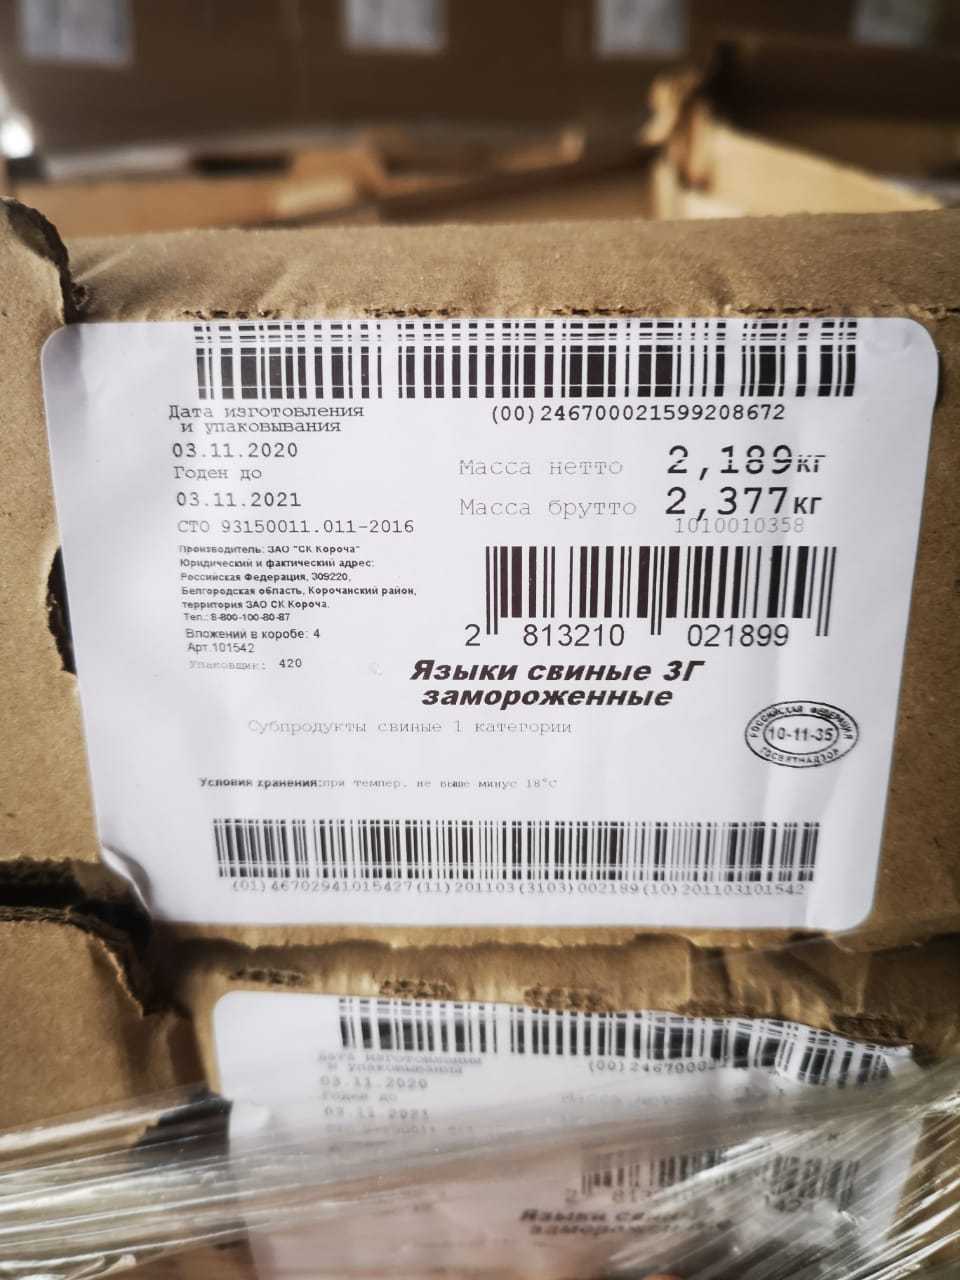 (00)246700021599208672
Дата изготовления
и упаковывания
03.11.2020
Годен до
03.11.2021
СТО 93150011.011-2016
Масса нетто 2,189кг
Масса брутто 2,377кг
1010010358
Производитель: ЗАО "СК Короча"
Юридический и фактический адрес:
Российская Федерация, 309220,
Белгородская область, Корочанский район,
территория ЗАО СК Короча.
Тел.: 8-800-100-80-87
Вложений в коробе: 4
Арт.101542
Упаковщик: 420
2 813210 021899
Языки свиные 3Г
замороженные
Субпродукты свиные 1 категории
РОССИЙСКАЯ ФЕДЕРАЦИЯ
10-11-35
ГОСВЕТНАДЗОР
Условия хранения:при темпер. не выше минус 18°С
(01)46702941015427(11)201103(3103)002189(10)201103101542
Дата изготовления
и упаковывания
03.11.2020
Годен до
03.11.2021
Языки
замороженные